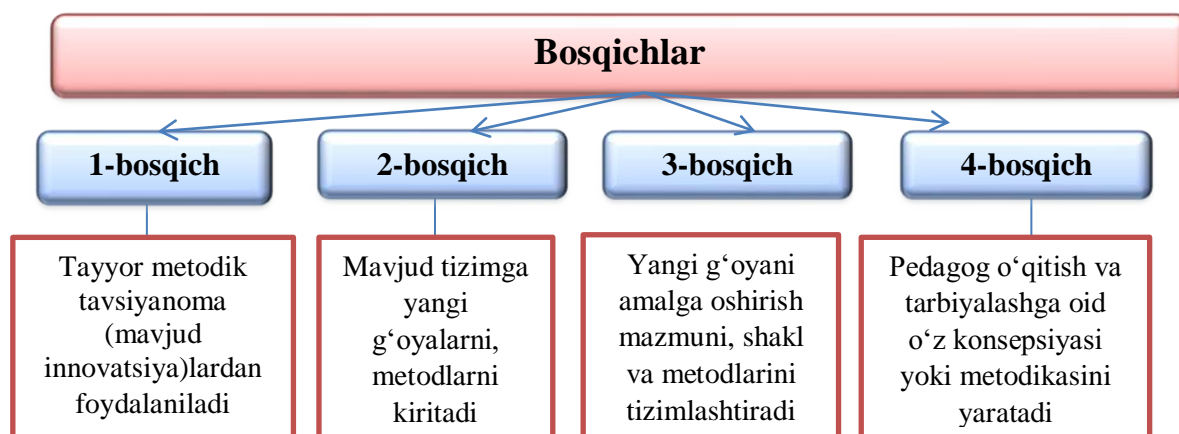 Bosqichlar
1-bosqich
2-bosqich
3-bosqich
4-bosqich
Tayyor metodik
tavsiyanoma
(mavjud
innovatsiya)lardan
foydalaniladi
Mavjud tizimga
yangi
g‘oyalarni,
metodlarni
kiritadi
Yangi g‘oyani
amalga oshirish
mazmuni, shakl
va metodlarini
tizimlashtiradi
Pedagog o‘qitish va
tarbiyalashga oid
o‘z konsepsiyasi
yoki metodikasini
yaratadi